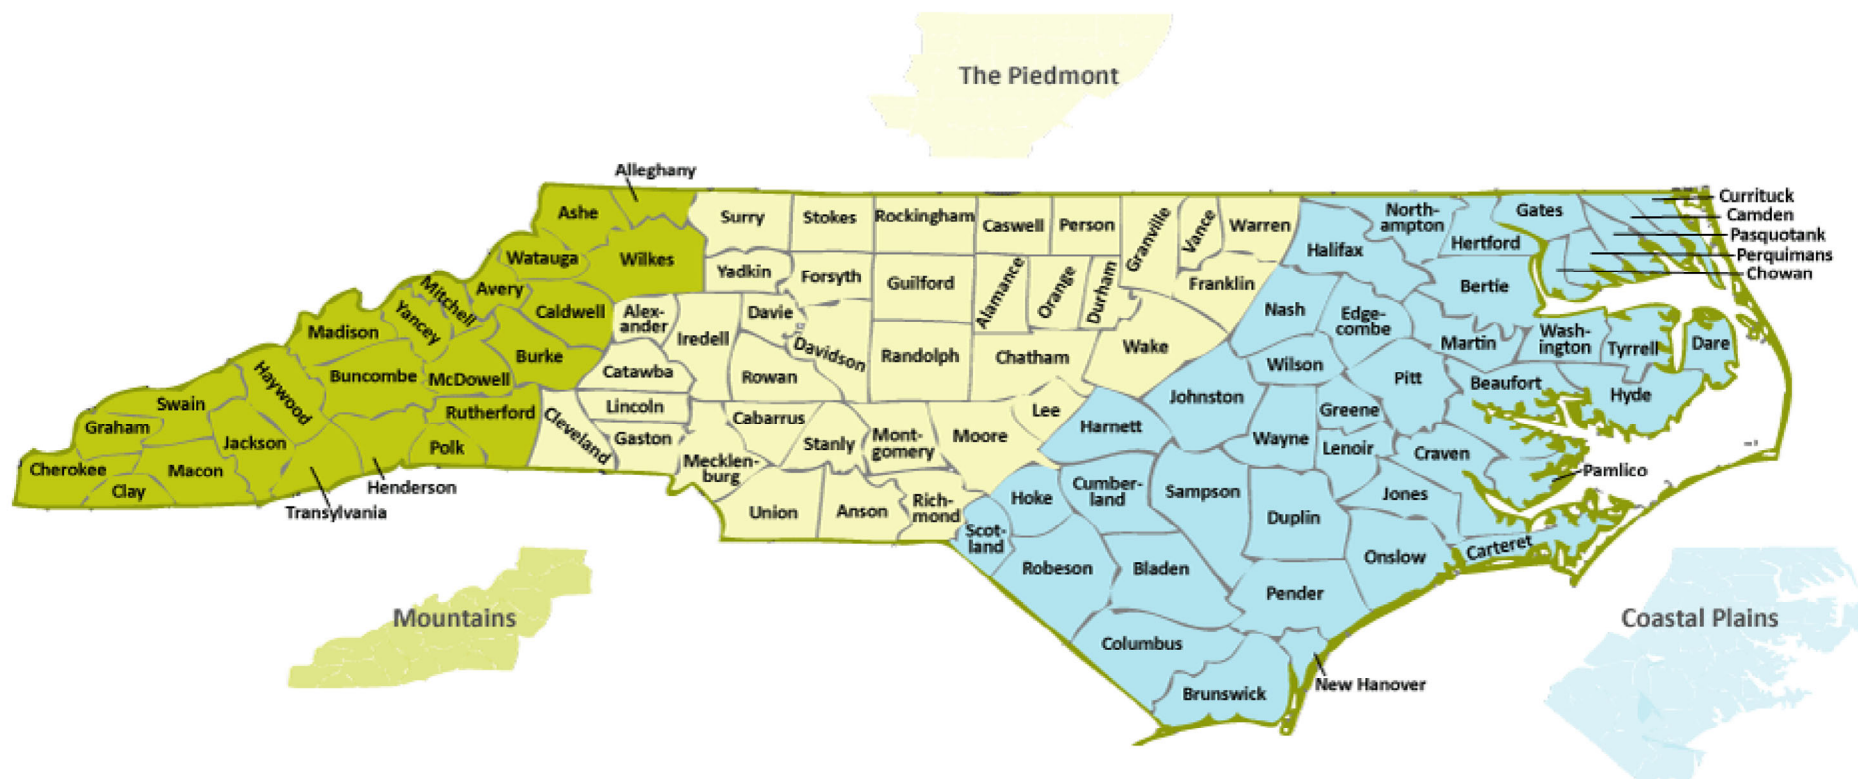 The Piedmont
Alleghany
Ashe
Surry
Stokes
Rockingham
Caswell
Person
Granville
Vance
Warren
North-
ampton
Gates
Currituck
Camden
Pasquotank
Perquimans
Chowan
Watauga
Wilkes
Yadkin
Forsyth
Guilford
Alamance
Orange
Durham
Franklin
Halifax
Hertford
Bertie
Mitchell
Avery
Caldwell
Alex-
ander
Iredell
Davie
Davidson
Randolph
Chatham
Wake
Nash
Edge-
combe
Martin
Wash-
ington
Tyrrell
Dare
Madison
Yancey
Burke
Catawba
Rowan
Wilson
Pitt
Beaufort
Hyde
Haywood
Buncombe
McDowell
Swain
Rutherford
Cleveland
Lincoln
Cabarrus
Lee
Johnston
Greene
Graham
Jackson
Polk
Gaston
Stanly
Mont-
gomery
Moore
Harnett
Wayne
Lenoir
Craven
Cherokee
Macon
Mecklen-
burg
Pamlico
Clay
Henderson
Transylvania
Union
Anson
Rich-
mond
Hoke
Cumber-
land
Sampson
Duplin
Jones
Scot-
land
Robeson
Bladen
Onslow
Carteret
Pender
Mountains
Coastal Plains
Columbus
Brunswick
New Hanover